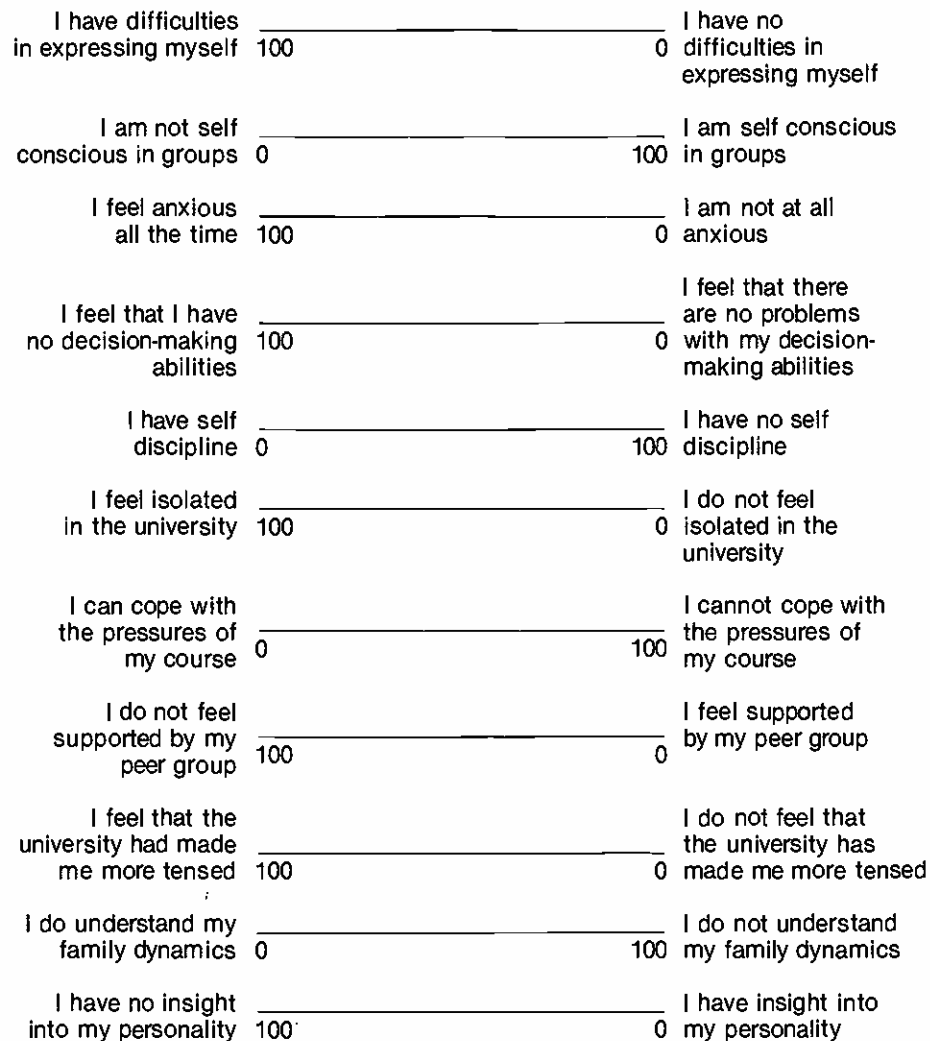 I have difficulties
in expressing myself 100
I have no
0 difficulties in
expressing myself
I am not self
conscious in groups 0
I am self conscious
100 in groups
I feel anxious
all the time 100
I am not at all
0 anxious
I feel that I have
no decision-making 100
abilities
I feel that there
are no problems
0 with my decision-
making abilities
I have self
discipline 0
I have no self
100 discipline
I feel isolated
in the university 100
I do not feel
0 isolated in the
university
I can cope with
the pressures of
my course 0
I cannot cope with
the pressures of
100 my course
I do not feel
supported by my
peer group 100
I feel supported
by my peer group
0
I feel that the
university had made
me more tensed 100
I do not feel that
the university has
0 made me more tensed
I do understand my
family dynamics 0
I do not understand
100 my family dynamics
I have no insight
into my personality 100
I have insight into
0 my personality